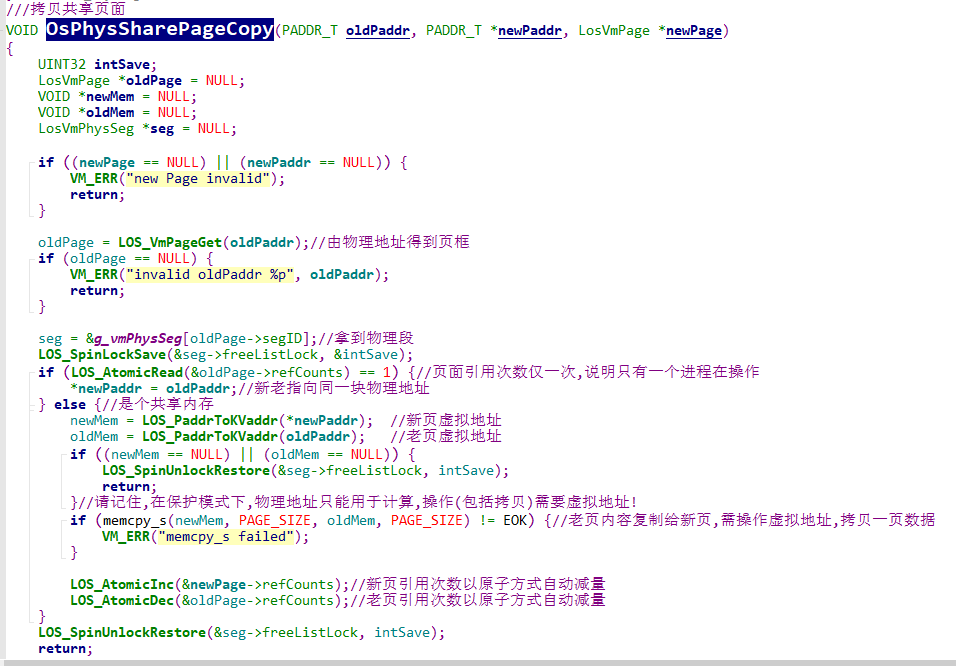 ///拷贝共享页面
VOID OsPhysSharePageCopy(PADDR_T oldPaddr, PADDR_T *newPaddr, LosVmPage *newPage)
{
    UINT32 intSave;
    LosVmPage *oldPage = NULL;
    VOID *newMem = NULL;
    VOID *oldMem = NULL;
    LosVmPhysSeg *seg = NULL;

    if ((newPage == NULL) || (newPaddr == NULL)) {
        VM_ERR("new Page invalid");
        return;
    }

    oldPage = LOS_VmPageGet(oldPaddr);//由物理地址得到页框
    if (oldPage == NULL) {
        VM_ERR("invalid oldPaddr %p", oldPaddr);
        return;
    }

    seg = &g_vmPhysSeg[oldPage->segID];//拿到物理段
    LOS_SpinLockSave(&seg->freeListLock, &intSave);
    if (LOS_AtomicRead(&oldPage->refCounts) == 1) {//页面引用次数仅一次,说明只有一个进程在操作
        *newPaddr = oldPaddr;//新老指向同一块物理地址
    } else {//是个共享内存
        newMem = LOS_PaddrToKVaddr(*newPaddr);  //新页虚拟地址
        oldMem = LOS_PaddrToKVaddr(oldPaddr);   //老页虚拟地址
        if ((newMem == NULL) || (oldMem == NULL)) {
            LOS_SpinUnlockRestore(&seg->freeListLock, intSave);
            return;
        }//请记住,在保护模式下,物理地址只能用于计算,操作(包括拷贝)需要虚拟地址!
        if (memcpy_s(newMem, PAGE_SIZE, oldMem, PAGE_SIZE) != EOK) {//老页内容复制给新页,需操作虚拟地址,拷贝一页数据
            VM_ERR("memcpy_s failed");
        }

        LOS_AtomicInc(&newPage->refCounts);//新页引用次数以原子方式自动减量
        LOS_AtomicDec(&oldPage->refCounts);//老页引用次数以原子方式自动减量
    }
    LOS_SpinUnlockRestore(&seg->freeListLock, intSave);
    return;